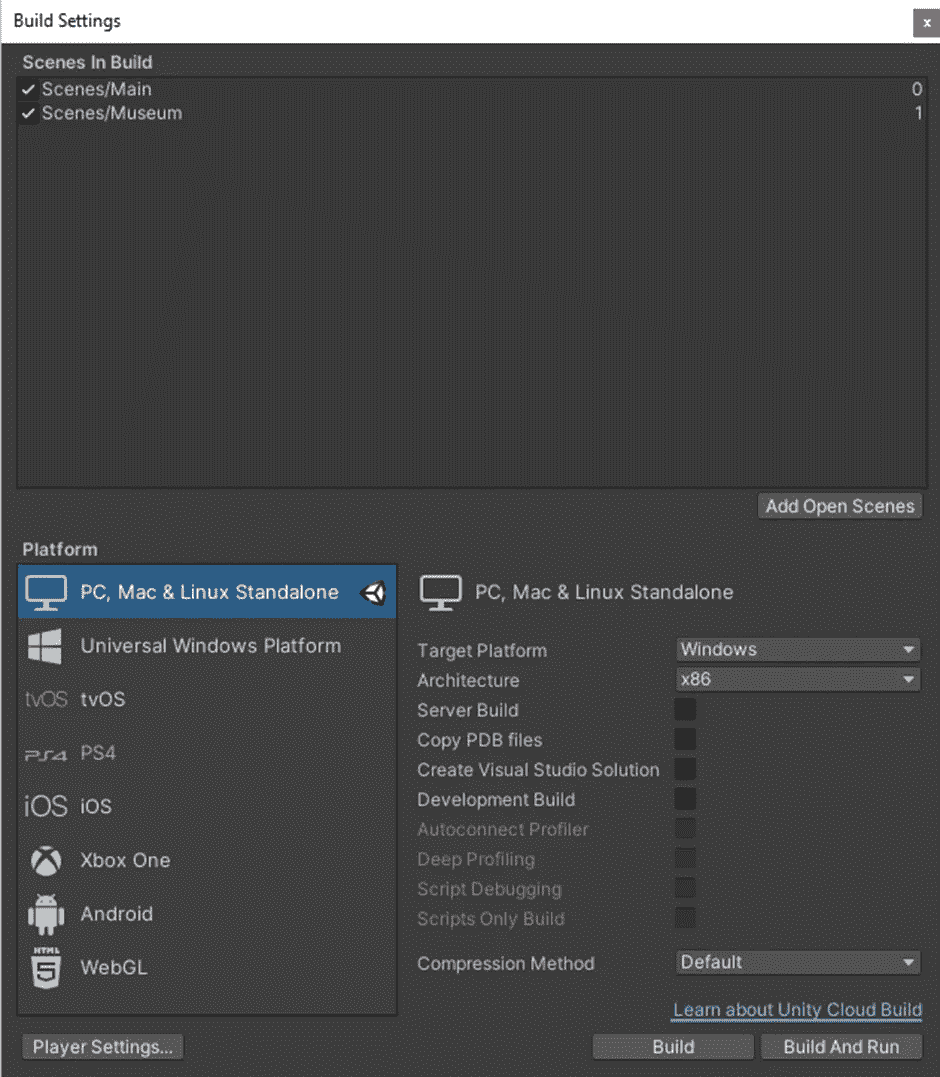 Build Settings
x
Scenes In Build
Scenes/Main 0
Scenes/Museum 1
Add Open Scenes
Platform
PC, Mac & Linux Standalone
Universal Windows Platform
tvOS tvOS
PS4 PS4
iOS iOS
Xbox One
Android
HTML 5 WebGL
PC, Mac & Linux Standalone
Target Platform Windows
Architecture x86
Server Build
Copy PDB files
Create Visual Studio Solution
Development Build
Autoconnect Profiler
Deep Profiling
Script Debugging
Scripts Only Build
Compression Method Default
Learn about Unity Cloud Build
Player Settings... Build Build And Run